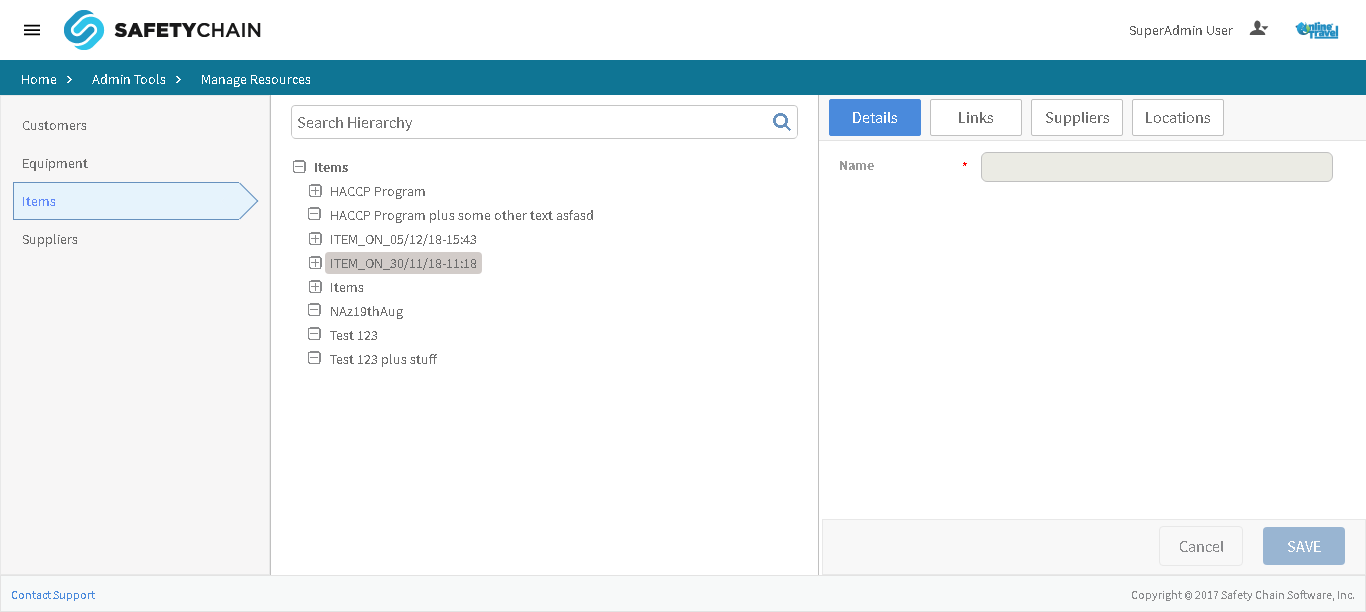 SAFETYCHAIN
SuperAdmin User
Online Travel
Home > Admin Tools > Manage Resources
Customers
Equipment
Items
Suppliers
Search Hierarchy
Items
HACCP Program
HACCP Program plus some other text asfasd
ITEM_ON_05/12/18-15:43
ITEM_ON_30/11/18-11:18
Items
NAz19thAug
Test 123
Test 123 plus stuff
Details Links Suppliers Locations
Name *
Cancel SAVE
Contact Support
Copyright © 2017 Safety Chain Software, Inc.